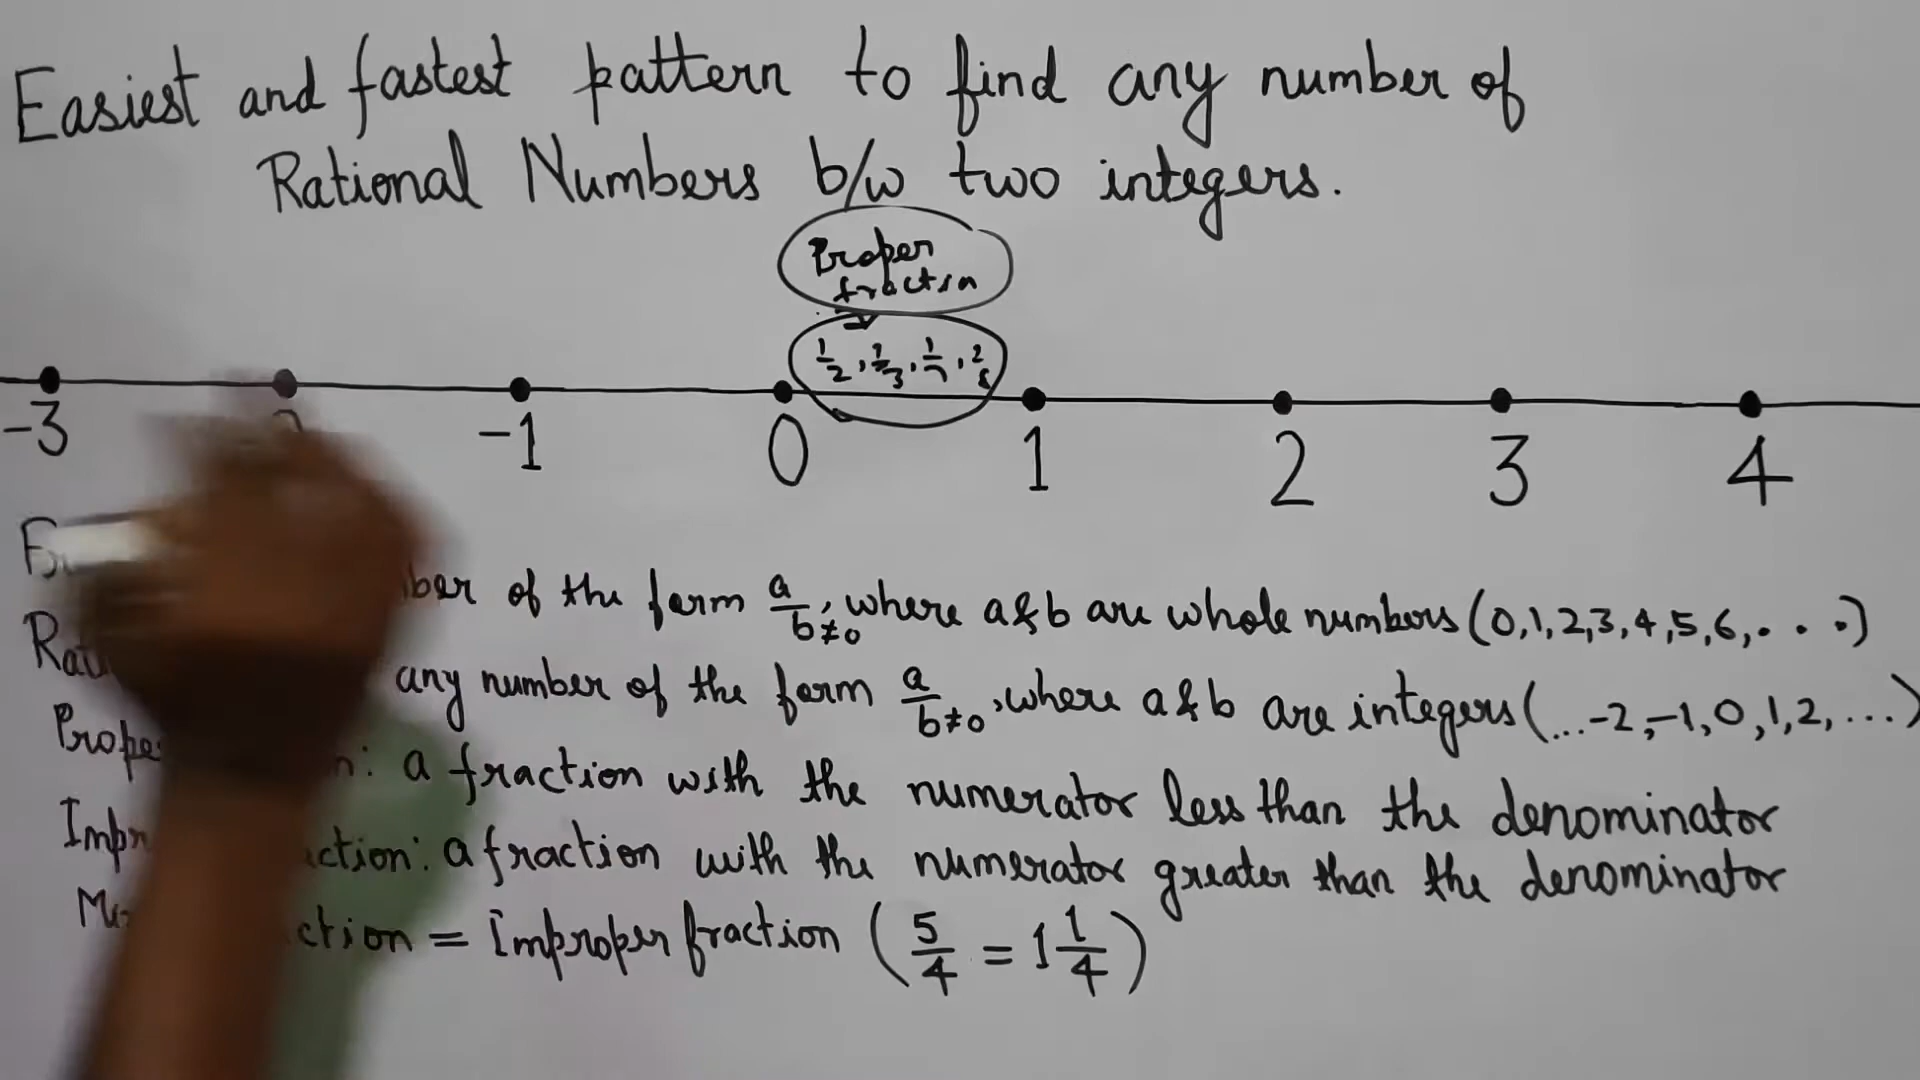 Easiest and fastest pattern to find any number of
Rational Numbers b/w two integers.
Proper
fraction
1/2, 2/3, 1/7, 2/8
-3 -1 0 1 2 3 4
of the form a/b≠0, where a & b are whole numbers (0,1,2,3,4,5,6,...)
any number of the form a/b≠0, where a & b are integers (...-2,-1,0,1,2,...)
a fraction with the numerator less than the denominator
a fraction with the numerator greater than the denominator
= Improper fraction (5/4 = 1 1/4)